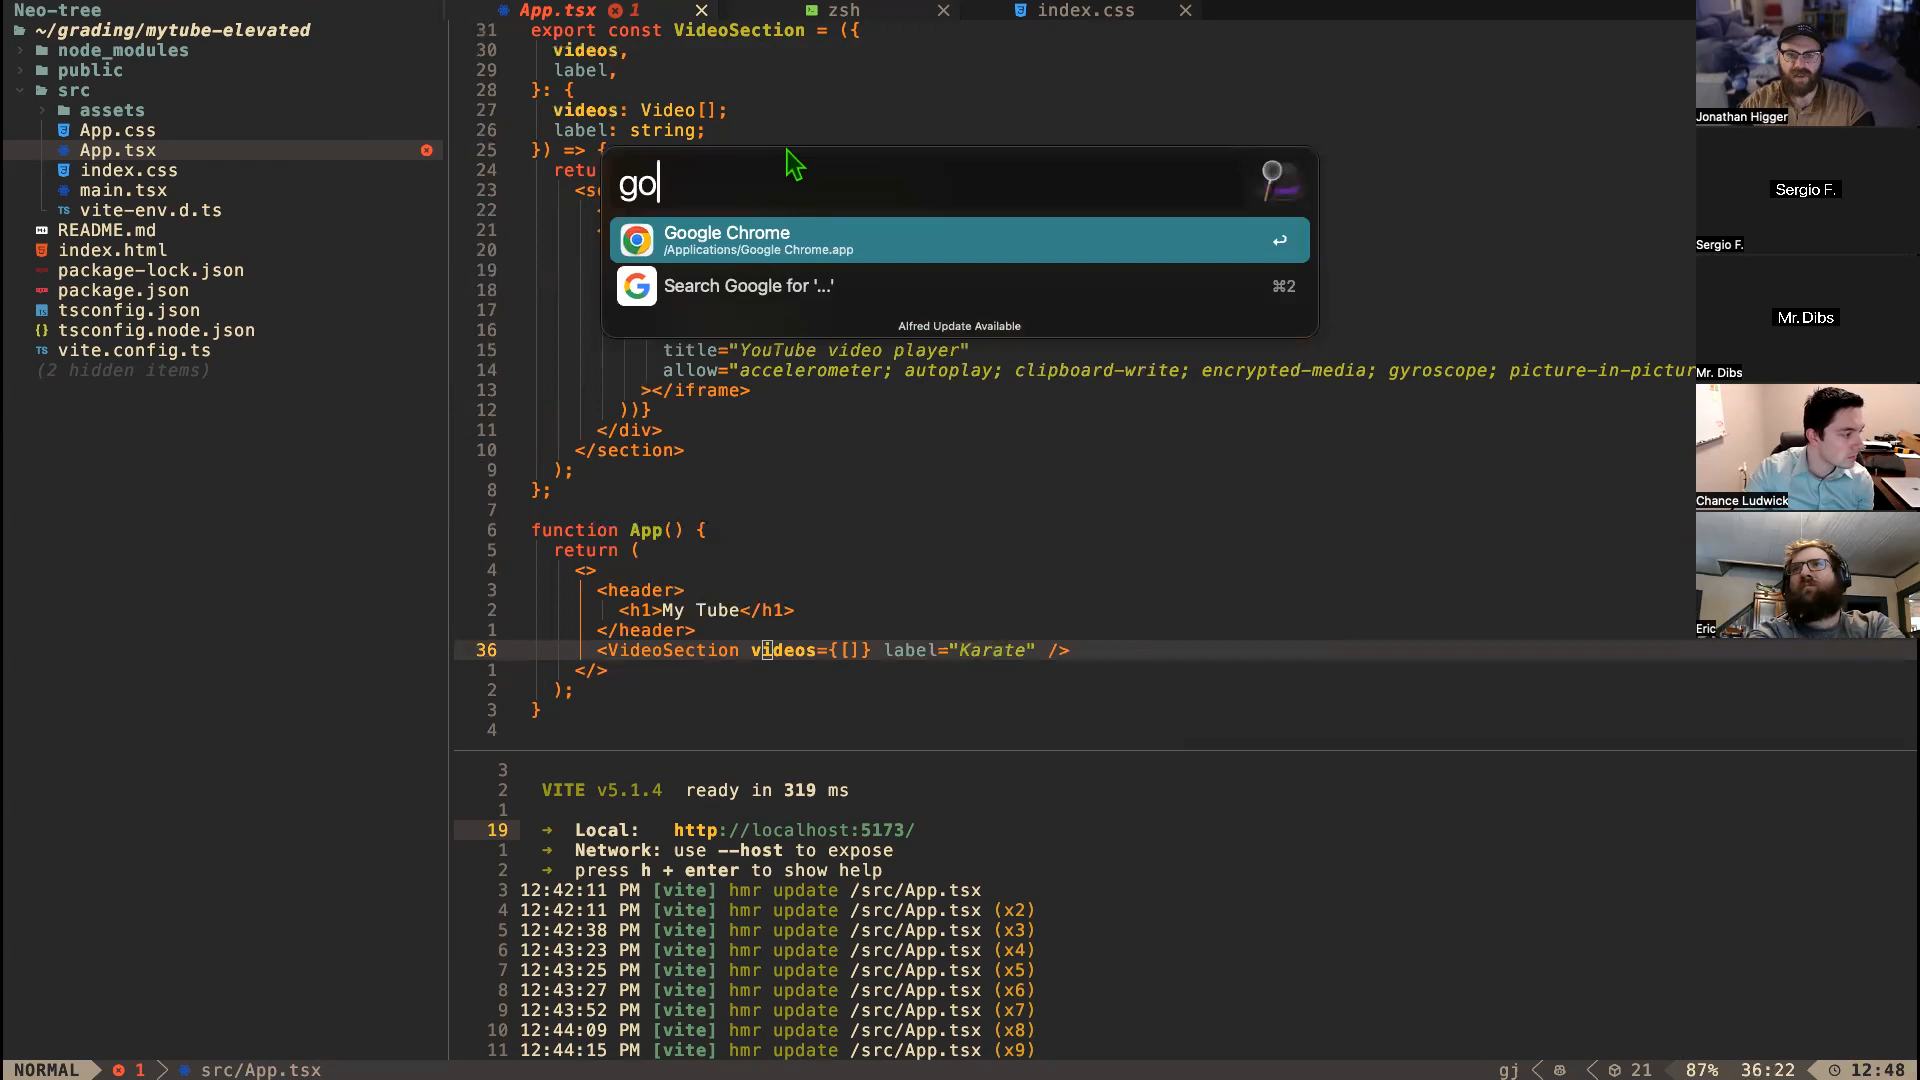 Neo-tree
~/grading/mytube-elevated
node_modules
public
src
assets
App.css
App.tsx
index.css
main.tsx
TS vite-env.d.ts
README.md
index.html
package-lock.json
package.json
tsconfig.json
{} tsconfig.node.json
TS vite.config.ts
(2 hidden items)
App.tsx 1
zsh
index.css
31 export const VideoSection = ({
30 videos,
29 label,
28 }: {
27 videos: Video[];
26 label: string;
25 }) => {
24 retu
23 <se
22
21
20
19
18
17
16
15 title="YouTube video player"
14 allow="accelerometer; autoplay; clipboard-write; encrypted-media; gyroscope; picture-in-pictur
13 ></iframe>
12 ))}
11 </div>
10 </section>
9 );
8 };
7
6 function App() {
5 return (
4 <>
3 <header>
2 <h1>My Tube</h1>
1 </header>
36 <VideoSection videos={[]} label="Karate" />
1 </>
2 );
3 }
4
go
Google Chrome
/Applications/Google Chrome.app
Search Google for '...'
⌘2
Alfred Update Available
3
2 VITE v5.1.4 ready in 319 ms
1
19 ➜ Local: http://localhost:5173/
1 ➜ Network: use --host to expose
2 ➜ press h + enter to show help
3 12:42:11 PM [vite] hmr update /src/App.tsx
4 12:42:11 PM [vite] hmr update /src/App.tsx (x2)
5 12:42:38 PM [vite] hmr update /src/App.tsx (x3)
6 12:43:23 PM [vite] hmr update /src/App.tsx (x4)
7 12:43:25 PM [vite] hmr update /src/App.tsx (x5)
8 12:43:27 PM [vite] hmr update /src/App.tsx (x6)
9 12:43:52 PM [vite] hmr update /src/App.tsx (x7)
10 12:44:09 PM [vite] hmr update /src/App.tsx (x8)
11 12:44:15 PM [vite] hmr update /src/App.tsx (x9)
NORMAL 1 src/App.tsx
gj 21 87% 36:22 12:48
Jonathan Higger
Sergio F.
Sergio F.
Mr. Dibs
Mr. Dibs
Chance Ludwick
Eric